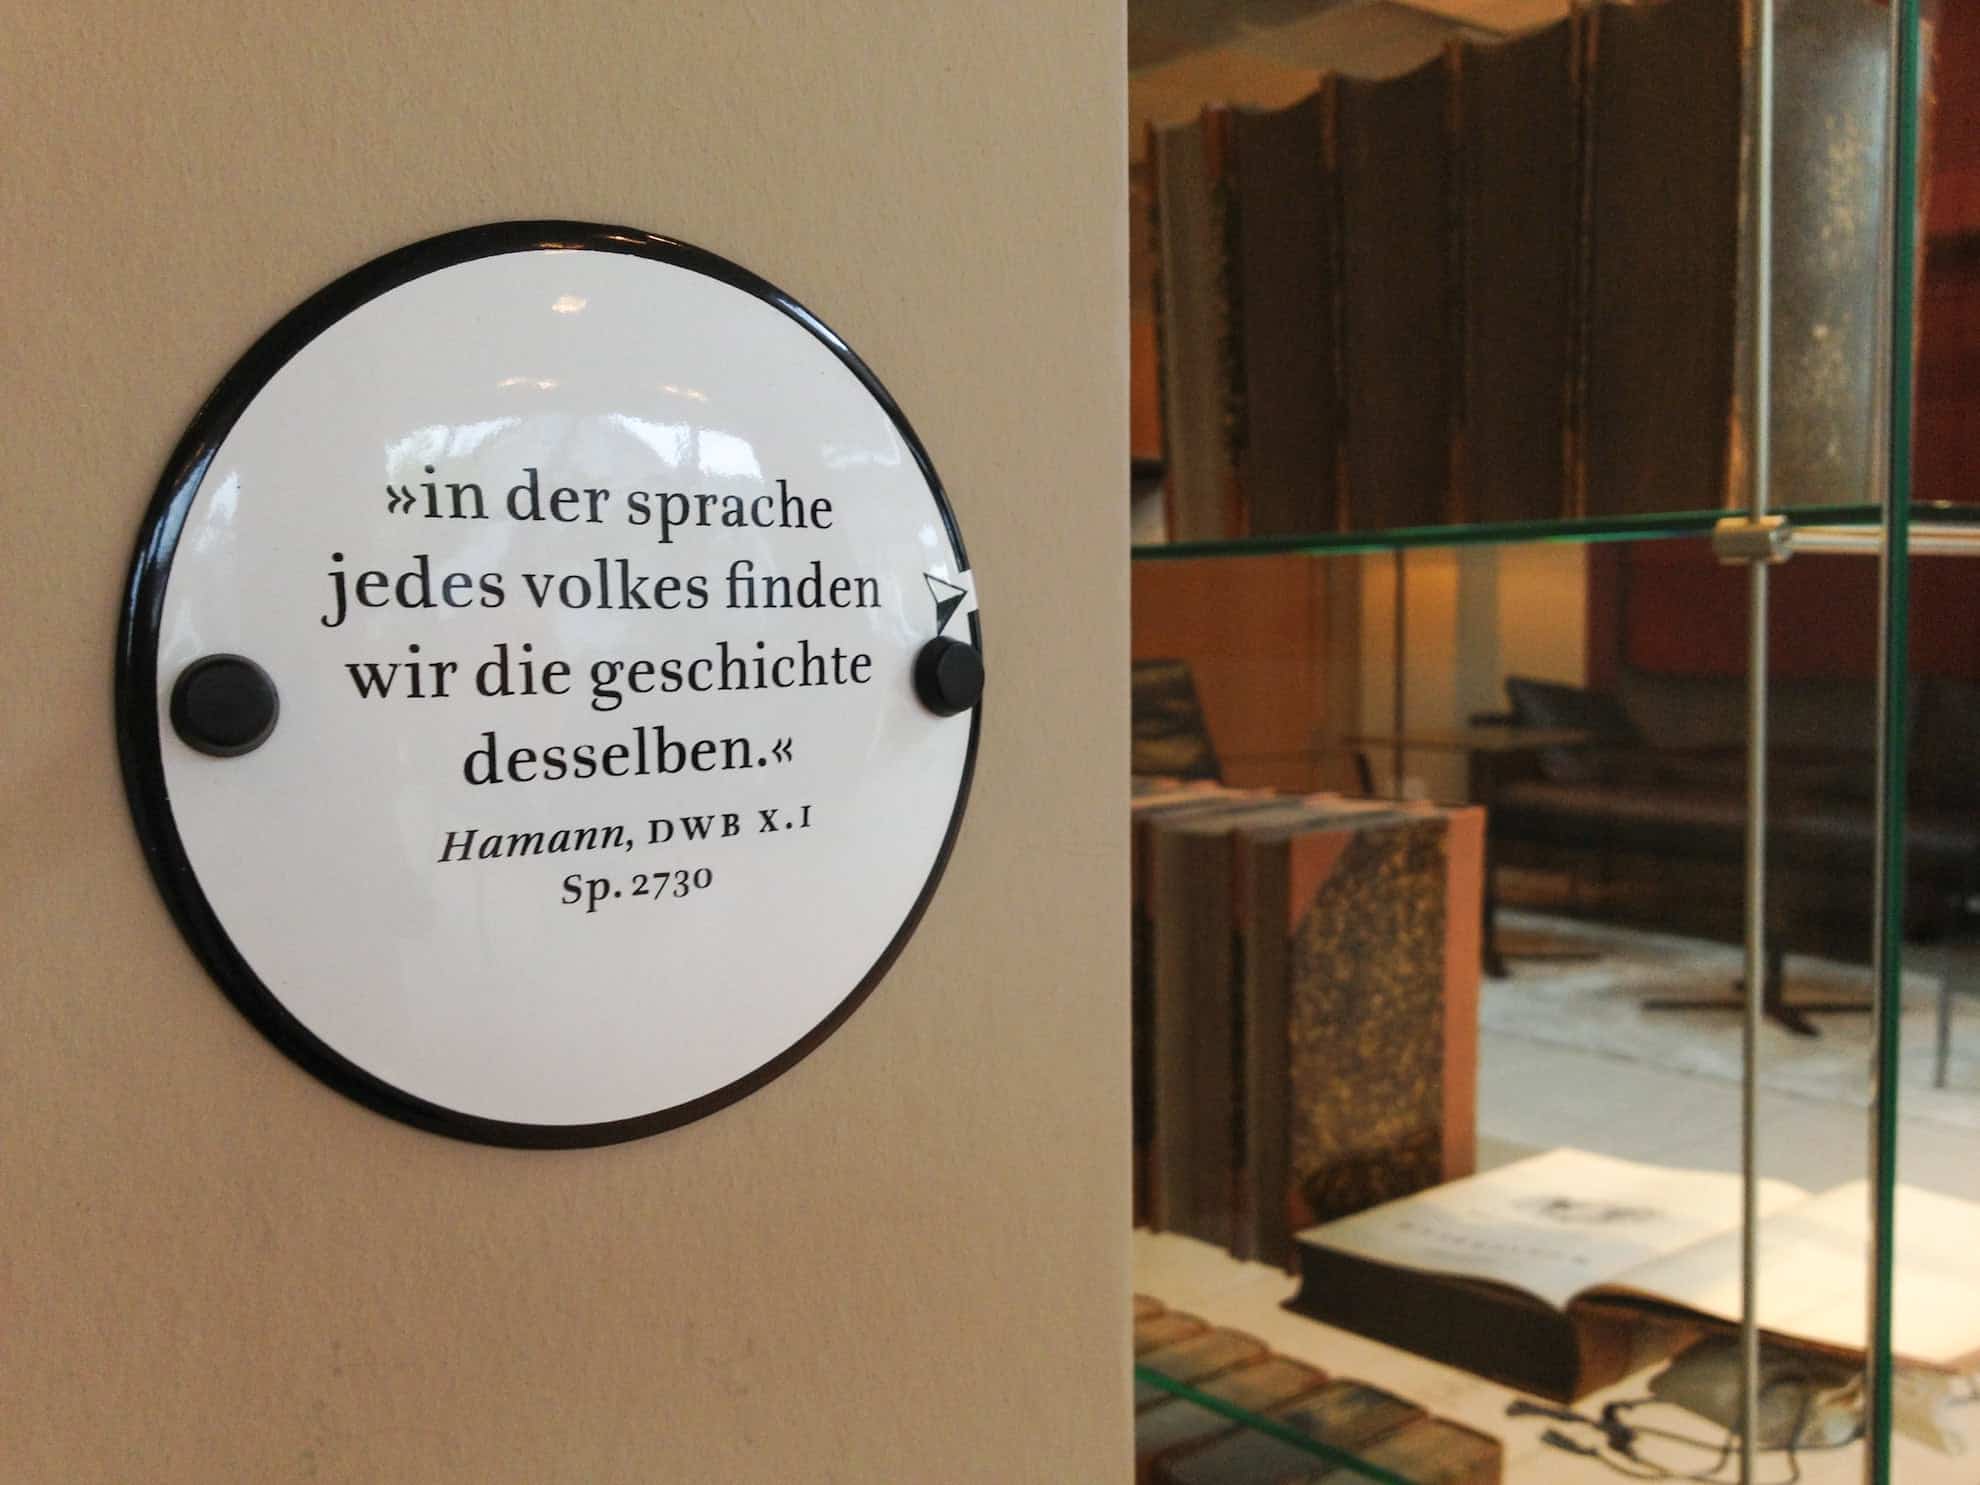 »in der sprache
jedes volkes finden
wir die geschichte
desselben.«
Hamann, DWB X.I
Sp. 2730